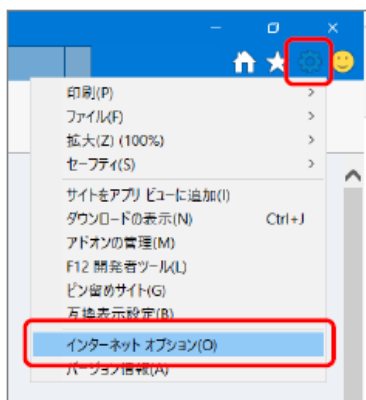 印刷(P)
ファイル(F)
拡大(Z) (100%)
セーフティ(S)
サイトをアプリ ビューに追加(I)
ダウンロードの表示(N) Ctrl+J
アドオンの管理(M)
F12 開発者ツール(L)
ピン留めサイト(G)
互換表示設定(B)
インターネット オプション(O)
バージョン情報(A)